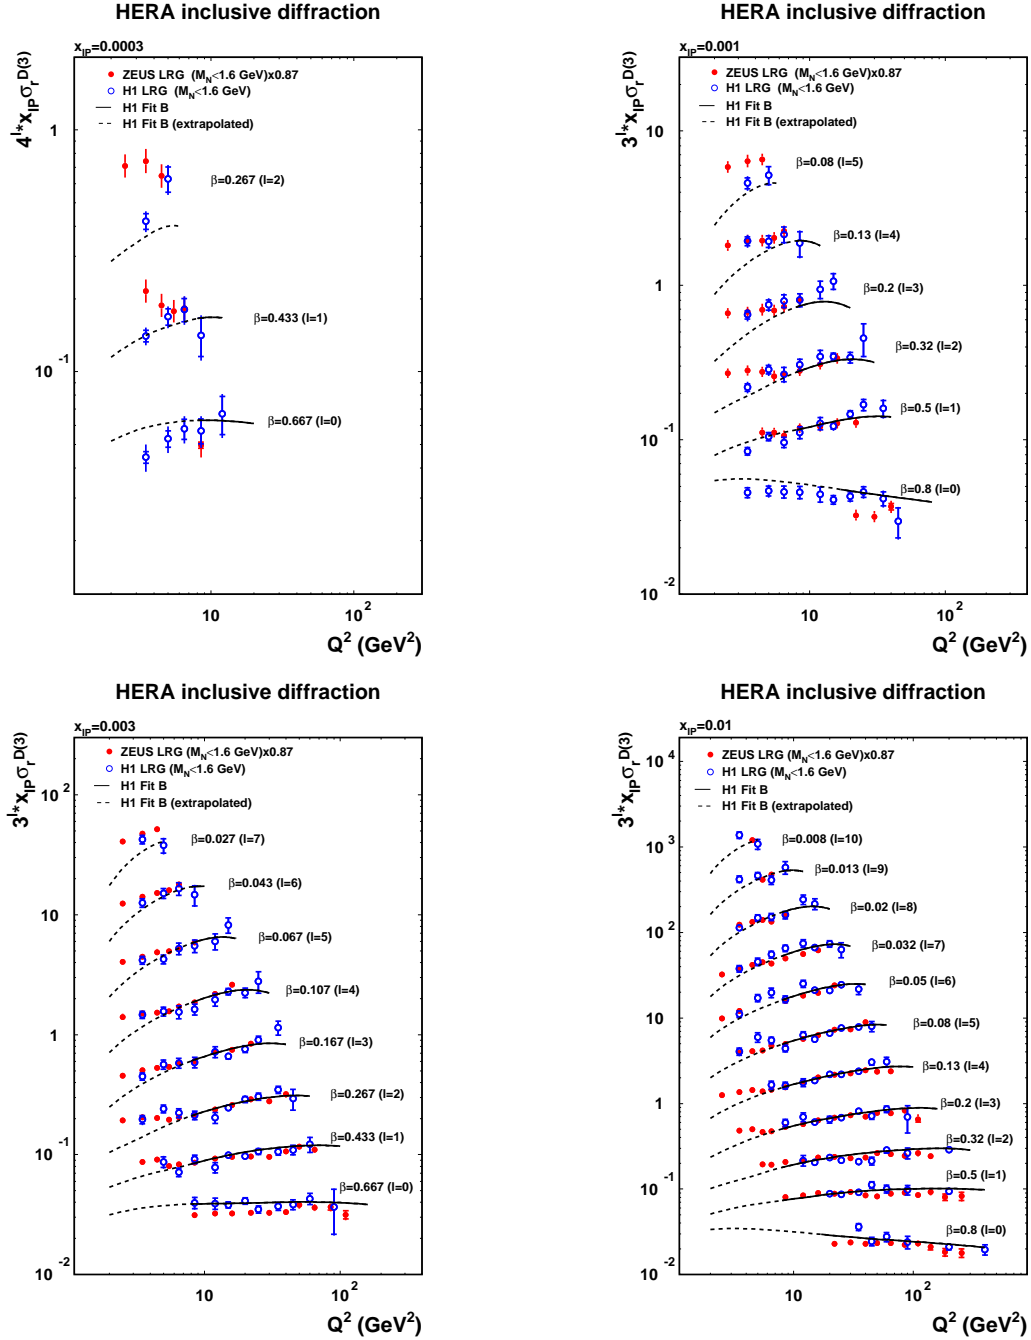 HERA inclusive diffraction
x_IP=0.0003
4^l*x_IP σ_r^D(3)
ZEUS LRG (M_N<1.6 GeV)x0.87
H1 LRG (M_N<1.6 GeV)
H1 Fit B
H1 Fit B (extrapolated)
1
β=0.267 (l=2)
β=0.433 (l=1)
10^-1
β=0.667 (l=0)
10
10^2
Q^2 (GeV^2)
HERA inclusive diffraction
x_IP=0.001
3^l*x_IP σ_r^D(3)
ZEUS LRG (M_N<1.6 GeV)x0.87
H1 LRG (M_N<1.6 GeV)
H1 Fit B
H1 Fit B (extrapolated)
10
β=0.08 (l=5)
β=0.13 (l=4)
1
β=0.2 (l=3)
β=0.32 (l=2)
β=0.5 (l=1)
10^-1
β=0.8 (l=0)
10^-2
10
10^2
Q^2 (GeV^2)
HERA inclusive diffraction
x_IP=0.003
3^l*x_IP σ_r^D(3)
ZEUS LRG (M_N<1.6 GeV)x0.87
H1 LRG (M_N<1.6 GeV)
H1 Fit B
H1 Fit B (extrapolated)
10^2
β=0.027 (l=7)
β=0.043 (l=6)
10
β=0.067 (l=5)
β=0.107 (l=4)
1
β=0.167 (l=3)
β=0.267 (l=2)
β=0.433 (l=1)
10^-1
β=0.667 (l=0)
10^-2
10
10^2
Q^2 (GeV^2)
HERA inclusive diffraction
x_IP=0.01
3^l*x_IP σ_r^D(3)
ZEUS LRG (M_N<1.6 GeV)x0.87
H1 LRG (M_N<1.6 GeV)
H1 Fit B
H1 Fit B (extrapolated)
10^4
10^3
β=0.008 (l=10)
β=0.013 (l=9)
β=0.02 (l=8)
10^2
β=0.032 (l=7)
β=0.05 (l=6)
10
β=0.08 (l=5)
β=0.13 (l=4)
1
β=0.2 (l=3)
β=0.32 (l=2)
β=0.5 (l=1)
10^-1
β=0.8 (l=0)
10^-2
10
10^2
Q^2 (GeV^2)